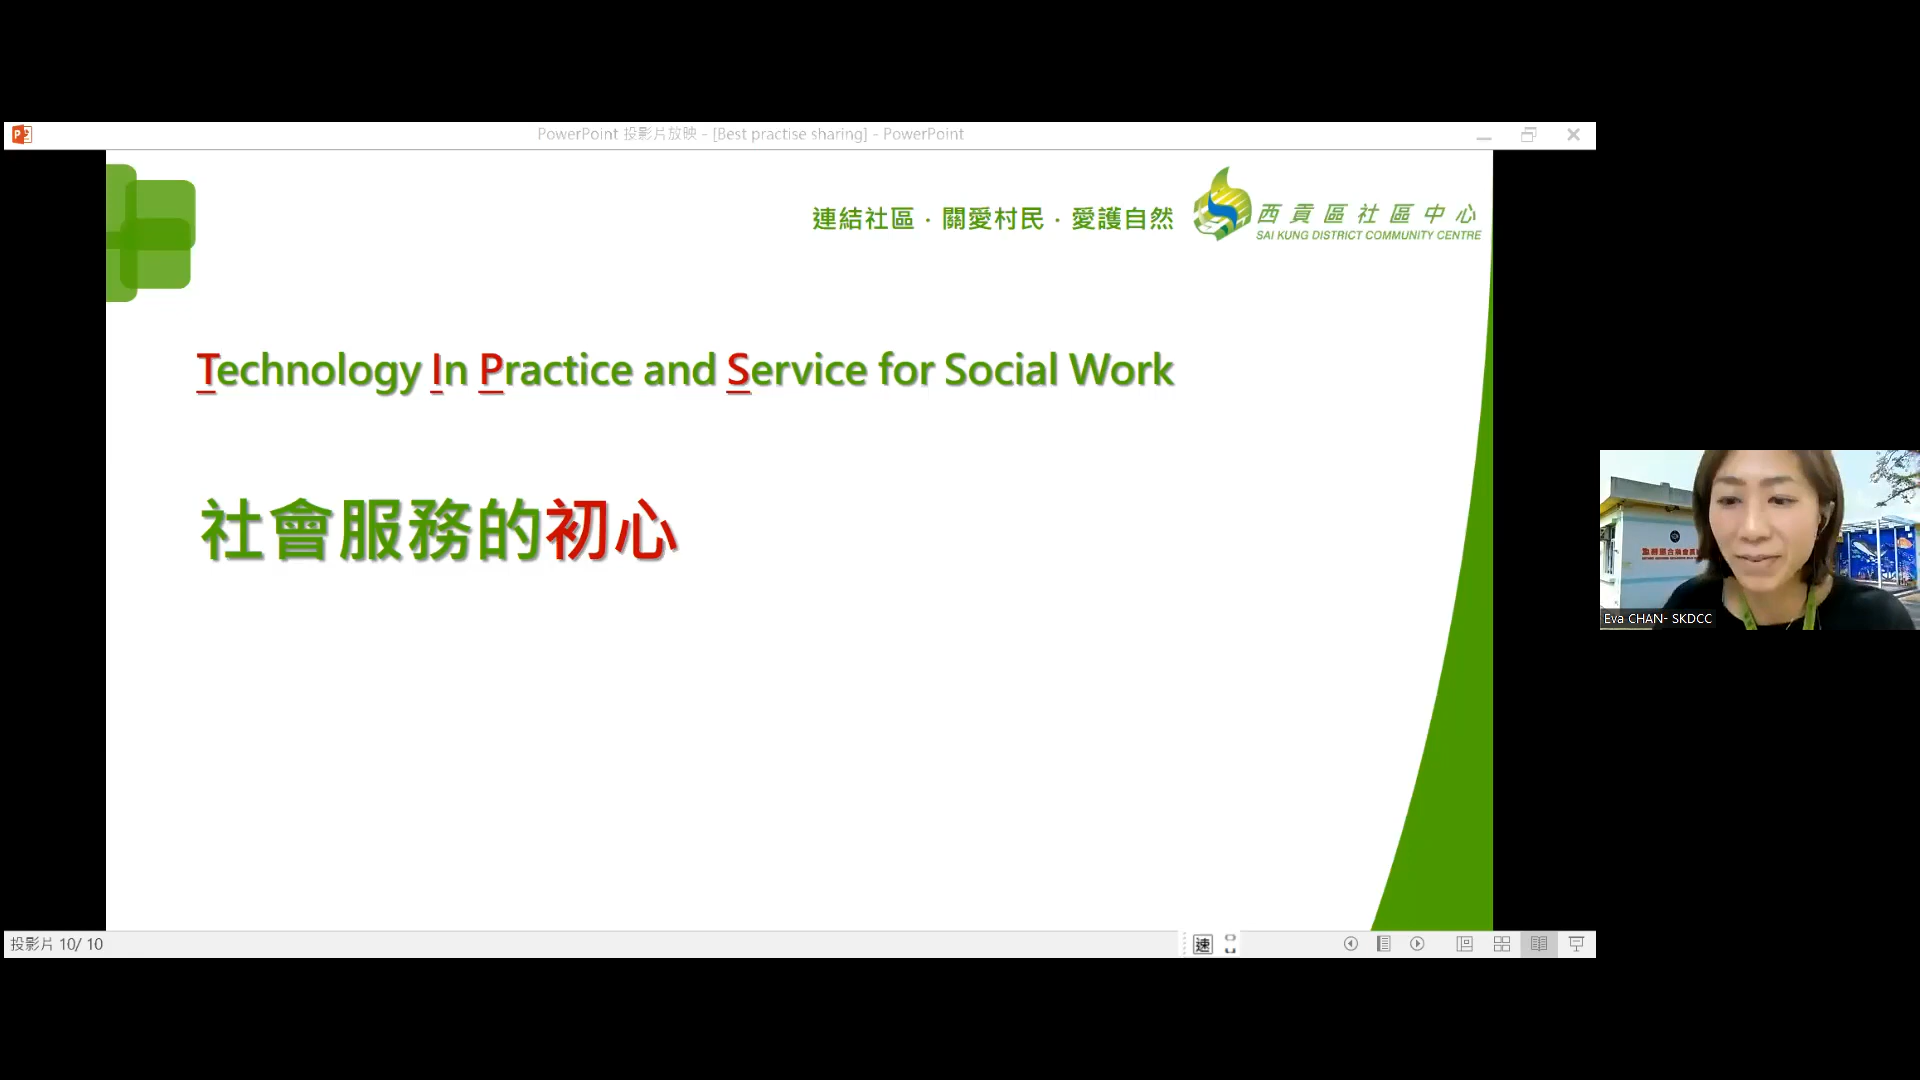 PowerPoint 投影片放映 - [Best practise sharing] - PowerPoint
連結社區．關愛村民．愛護自然
西貢區社區中心
SAI KUNG DISTRICT COMMUNITY CENTRE
Technology In Practice and Service for Social Work
社會服務的初心
Eva CHAN- SKDCC
投影片 10/ 10
速